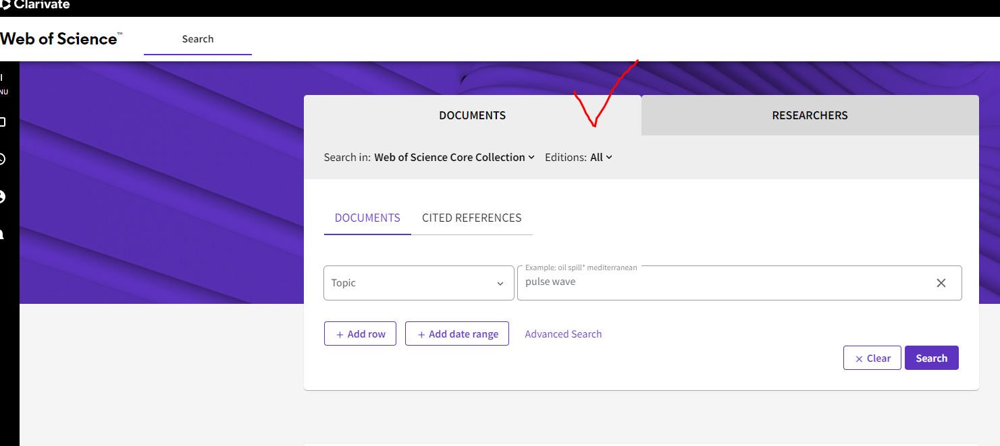 Clarivate
Web of Science™
Search
NU
DOCUMENTS
RESEARCHERS
Search in: Web of Science Core Collection Editions: All
DOCUMENTS
CITED REFERENCES
Topic
Example: oil spill* mediterranean
pulse wave
+ Add row
+ Add date range
Advanced Search
× Clear
Search